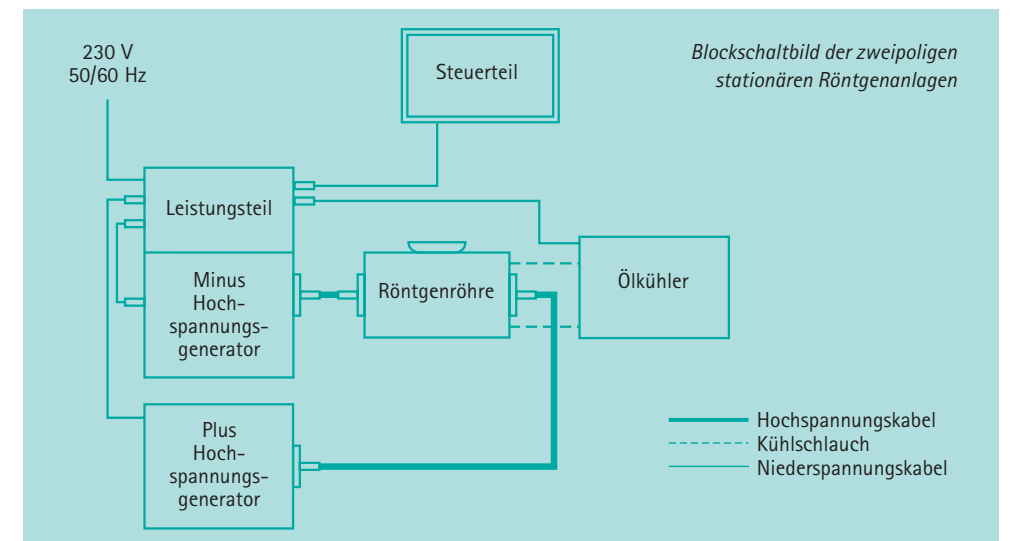 230 V
50/60 Hz
Steuerteil
Blockschaltbild der zweipoligen
stationären Röntgenanlagen
Leistungsteil
Minus
Hoch-
spannungs-
generator
Röntgenröhre
Ölkühler
Plus
Hoch-
spannungs-
generator
Hochspannungskabel
Kühlschlauch
Niederspannungskabel